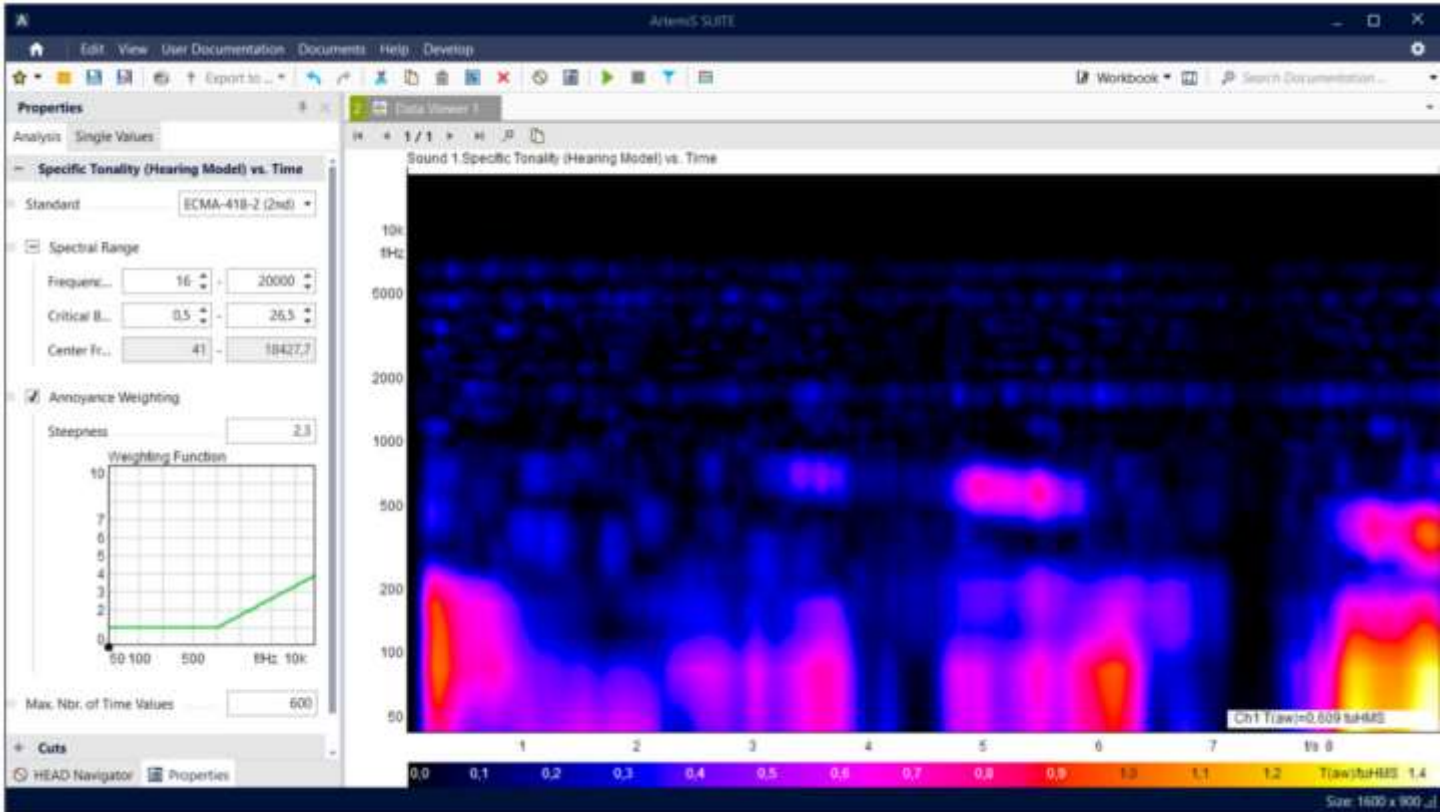 ArtemiS SUITE
Edit View User Documentation Documents Help Develop
Export to ... Workbook Search Documentation ...
Properties
2 Data Viewer 1
Analysis Single Values
1 / 1
Specific Tonality (Hearing Model) vs. Time
Sound 1.Specific Tonality (Hearing Model) vs. Time
Standard ECMA-418-2 (2nd)
Spectral Range
Frequenc... 16 - 20000
Critical B... 0,5 - 26,5
Center Fr... 41 - 18427,7
Annoyance Weighting
Steepness 2,3
Weighting Function
10
7
6
5
4
3
2
0
50 100 500 f/Hz 10k
Max. Nbr. of Time Values 600
Cuts
HEAD Navigator Properties
10k
f/Hz
5000
2000
1000
500
200
100
50
Ch1 T(aw)=0,609 tuHMS
1 2 3 4 5 6 7 t/s 8
0,0 0,1 0,2 0,3 0,4 0,5 0,6 0,7 0,8 0,9 1,0 1,1 1,2 T(aw)/tuHMS 1,4
Size: 1600 x 900